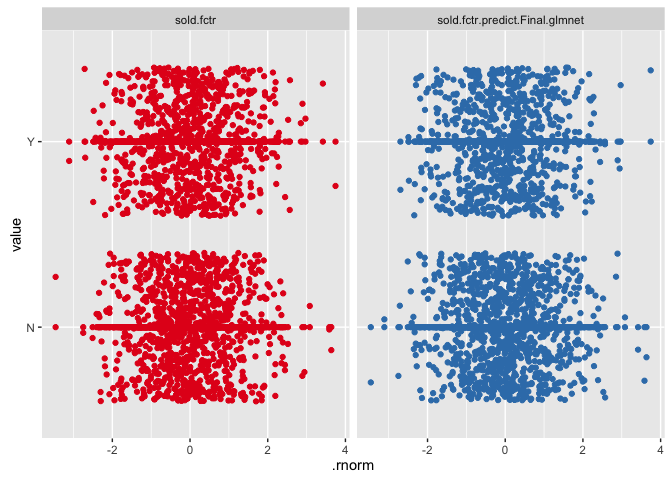 sold.fctr
sold.fctr.predict.Final.glmnet
value
Y
N
-2 0 2 4
-2 0 2 4
.rnorm